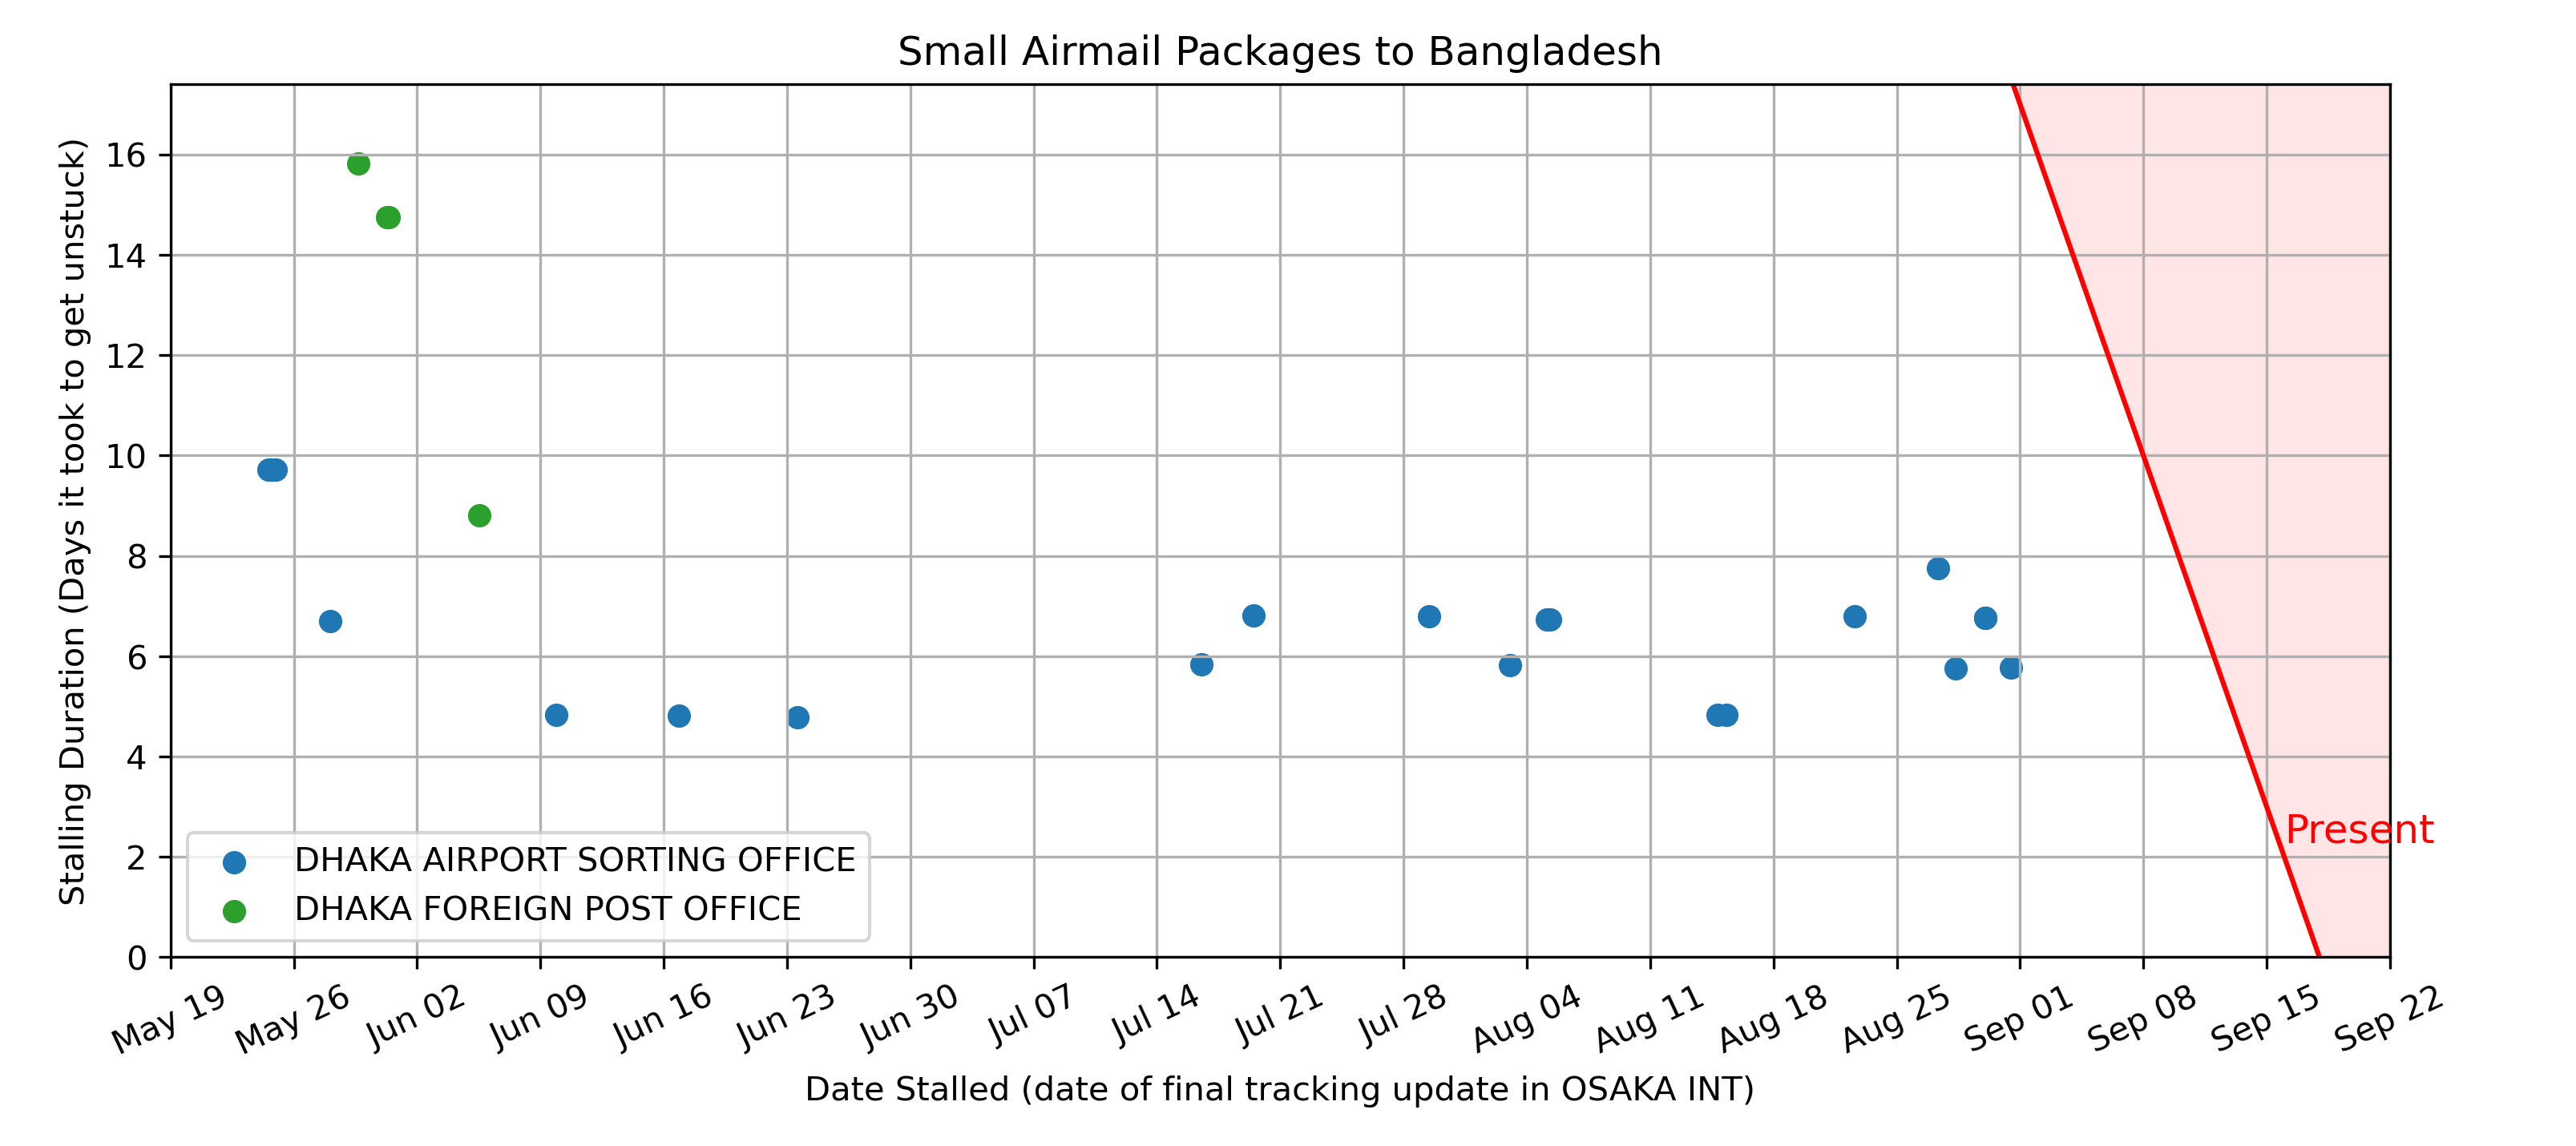 Small Airmail Packages to Bangladesh
Stalling Duration (Days it took to get unstuck)
16
14
12
10
8
6
4
2
0
Present
DHAKA AIRPORT SORTING OFFICE
DHAKA FOREIGN POST OFFICE
May 19
May 26
Jun 02
Jun 09
Jun 16
Jun 23
Jun 30
Jul 07
Jul 14
Jul 21
Jul 28
Aug 04
Aug 11
Aug 18
Aug 25
Sep 01
Sep 08
Sep 15
Sep 22
Date Stalled (date of final tracking update in OSAKA INT)